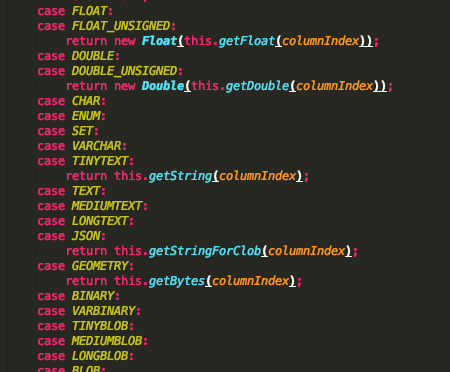 case FLOAT:
case FLOAT_UNSIGNED:
return new Float(this.getFloat(columnIndex));
case DOUBLE:
case DOUBLE_UNSIGNED:
return new Double(this.getDouble(columnIndex));
case CHAR:
case ENUM:
case SET:
case VARCHAR:
case TINYTEXT:
return this.getString(columnIndex);
case TEXT:
case MEDIUMTEXT:
case LONGTEXT:
case JSON:
return this.getStringForClob(columnIndex);
case GEOMETRY:
return this.getBytes(columnIndex);
case BINARY:
case VARBINARY:
case TINYBLOB:
case MEDIUMBLOB:
case LONGBLOB:
case BLOB: